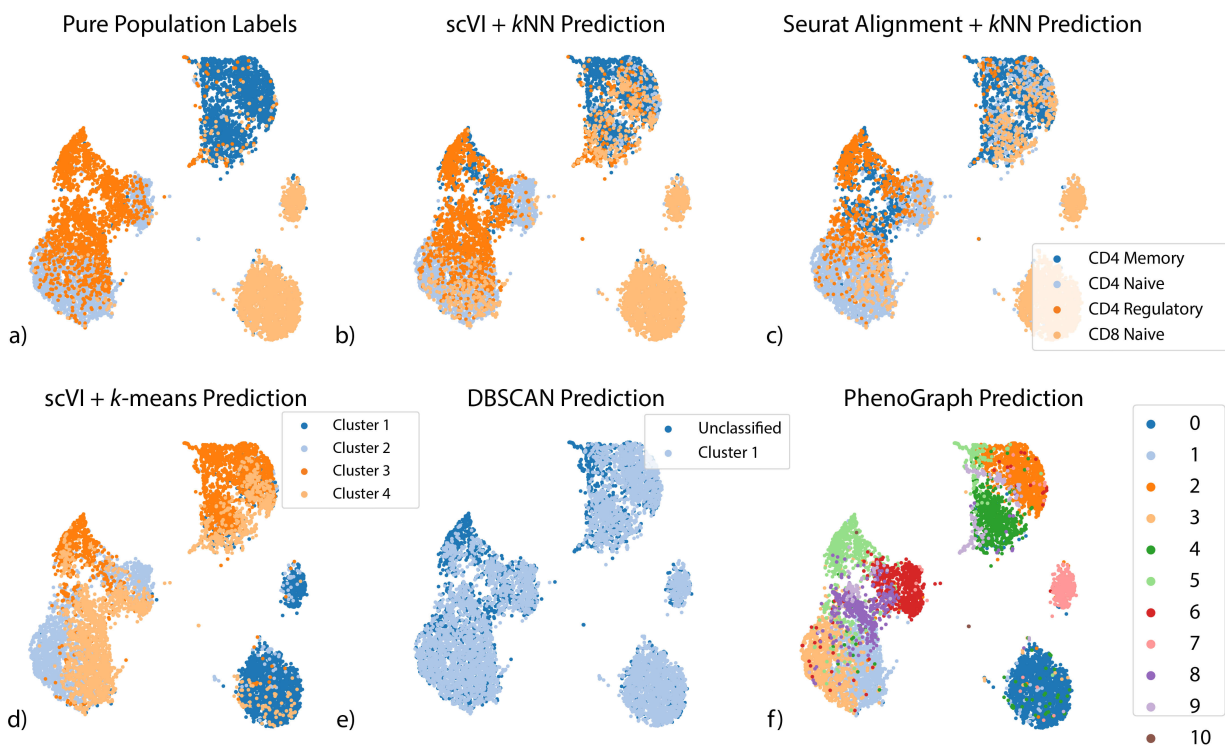 Pure Population Labels
scVI + kNN Prediction
Seurat Alignment + kNN Prediction
CD4 Memory
CD4 Naive
CD4 Regulatory
CD8 Naive
a)
b)
c)
scVI + k-means Prediction
DBSCAN Prediction
PhenoGraph Prediction
Cluster 1
Cluster 2
Cluster 3
Cluster 4
Unclassified
Cluster 1
0
1
2
3
4
5
6
7
8
9
10
d)
e)
f)